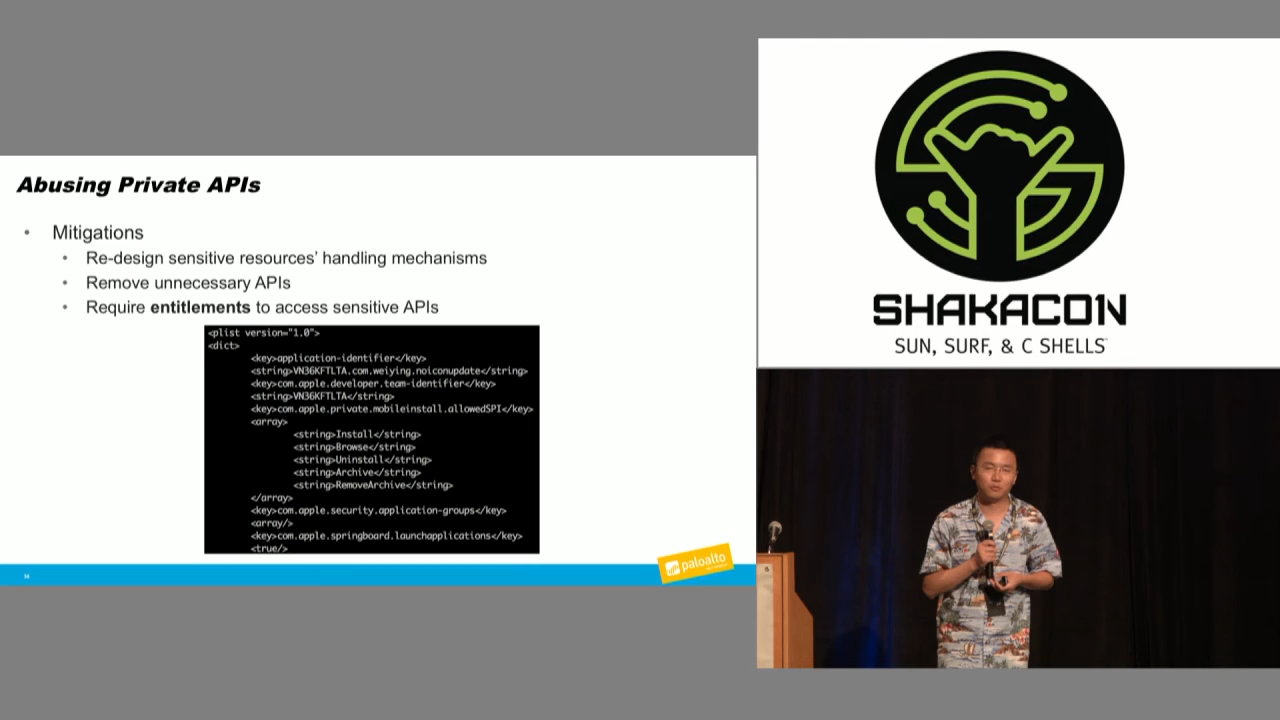 Abusing Private APIs
• Mitigations
• Re-design sensitive resources’ handling mechanisms
• Remove unnecessary APIs
• Require entitlements to access sensitive APIs
<plist version="1.0">
<dict>
<key>application-identifier</key>
<string>VN36KFTLTA.com.weiying.noiconupdate</string>
<key>com.apple.developer.team-identifier</key>
<string>VN36KFTLTA</string>
<key>com.apple.private.mobileinstall.allowedSPI</key>
<array>
<string>Install</string>
<string>Browse</string>
<string>Uninstall</string>
<string>Archive</string>
<string>RemoveArchive</string>
</array>
<key>com.apple.security.application-groups</key>
<array/>
<key>com.apple.springboard.launchapplications</key>
<true/>
paloalto
SHAKACON
SUN, SURF, & C SHELLS